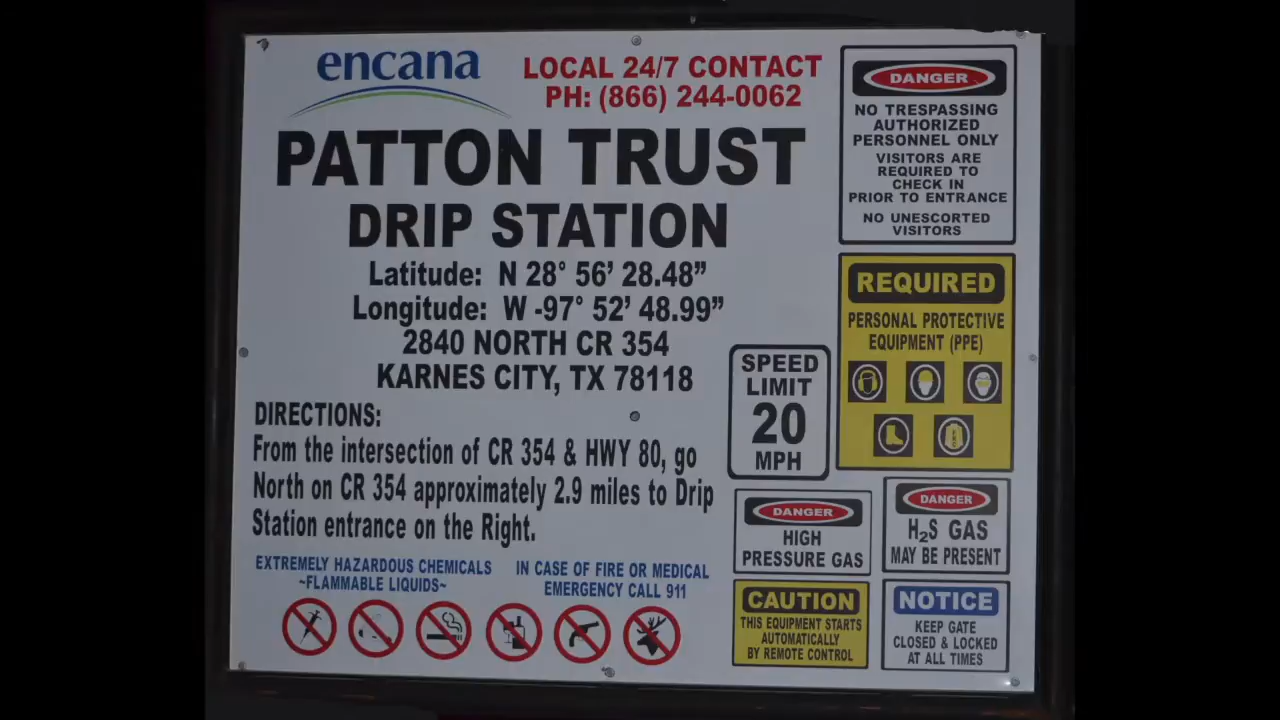 encana
LOCAL 24/7 CONTACT
PH: (866) 244-0062
PATTON TRUST
DRIP STATION
Latitude: N 28° 56' 28.48"
Longitude: W -97° 52' 48.99"
2840 NORTH CR 354
KARNES CITY, TX 78118
DIRECTIONS:
From the intersection of CR 354 & HWY 80, go
North on CR 354 approximately 2.9 miles to Drip
Station entrance on the Right.
EXTREMELY HAZARDOUS CHEMICALS
~FLAMMABLE LIQUIDS~
IN CASE OF FIRE OR MEDICAL
EMERGENCY CALL 911
DANGER
NO TRESPASSING
AUTHORIZED
PERSONNEL ONLY
VISITORS ARE
REQUIRED TO
CHECK IN
PRIOR TO ENTRANCE
NO UNESCORTED
VISITORS
REQUIRED
PERSONAL PROTECTIVE
EQUIPMENT (PPE)
SPEED
LIMIT
20
MPH
DANGER
HIGH
PRESSURE GAS
DANGER
H₂S GAS
MAY BE PRESENT
CAUTION
THIS EQUIPMENT STARTS
AUTOMATICALLY
BY REMOTE CONTROL
NOTICE
KEEP GATE
CLOSED & LOCKED
AT ALL TIMES